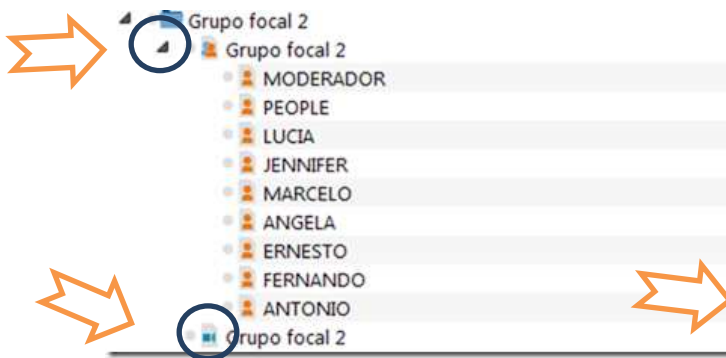 Grupo focal 2
Grupo focal 2
MODERADOR
PEOPLE
LUCIA
JENNIFER
MARCELO
ANGELA
ERNESTO
FERNANDO
ANTONIO
Grupo focal 2